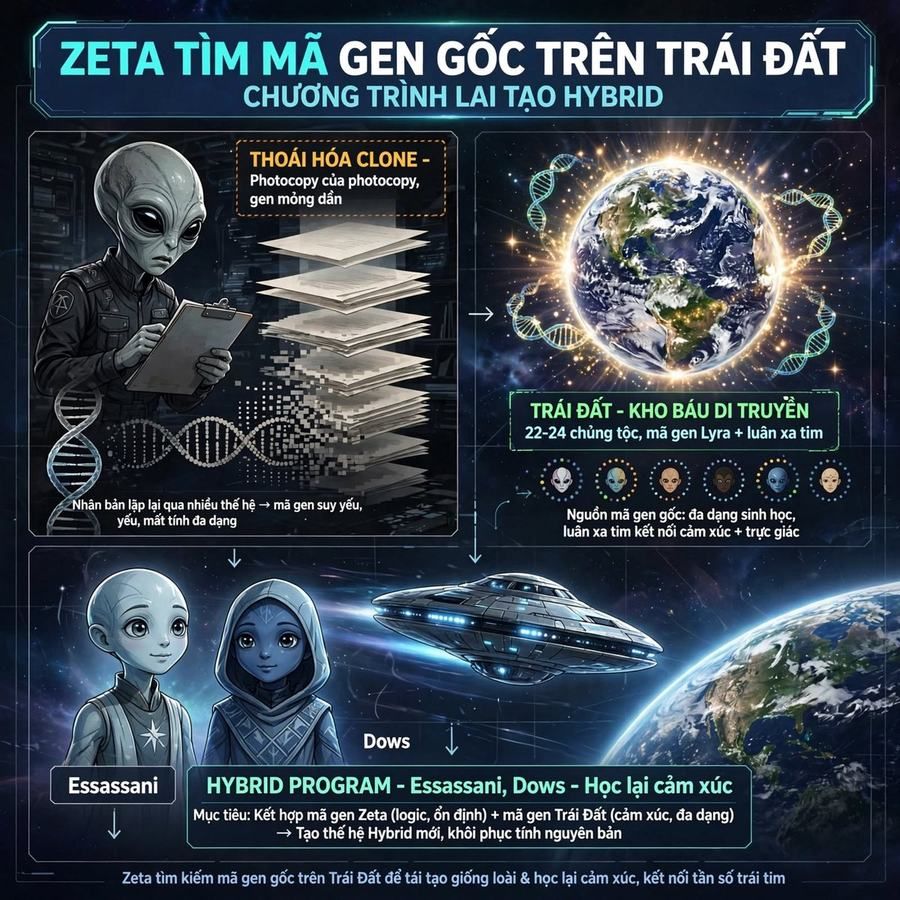 ZETA TÌM MÃ GEN GỐC TRÊN TRÁI ĐẤT
CHƯƠNG TRÌNH LAI TẠO HYBRID
THOÁI HÓA CLONE -
Photocopy của photocopy,
gen mỏng dần
Nhân bản lặp lại qua nhiều thế hệ → mã gen suy yếu,
yếu, mất tính đa dạng
TRÁI ĐẤT - KHO BÁU DI TRUYỀN
22-24 chủng tộc, mã gen Lyra + luân xa tim
Nguồn mã gen gốc: đa dạng sinh học,
luân xa tim kết nối cảm xúc + trực giác
Dows
Essassani
HYBRID PROGRAM - Essassani, Dows - Học lại cảm xúc
Mục tiêu: Kết hợp mã gen Zeta (logic, ổn định) + mã gen Trái Đất (cảm xúc, đa dạng)
→ Tạo thế hệ Hybrid mới, khôi phục tính nguyên bản
Zeta tìm kiếm mã gen gốc trên Trái Đất để tái tạo giống loài & học lại cảm xúc, kết nối tần số trái tim